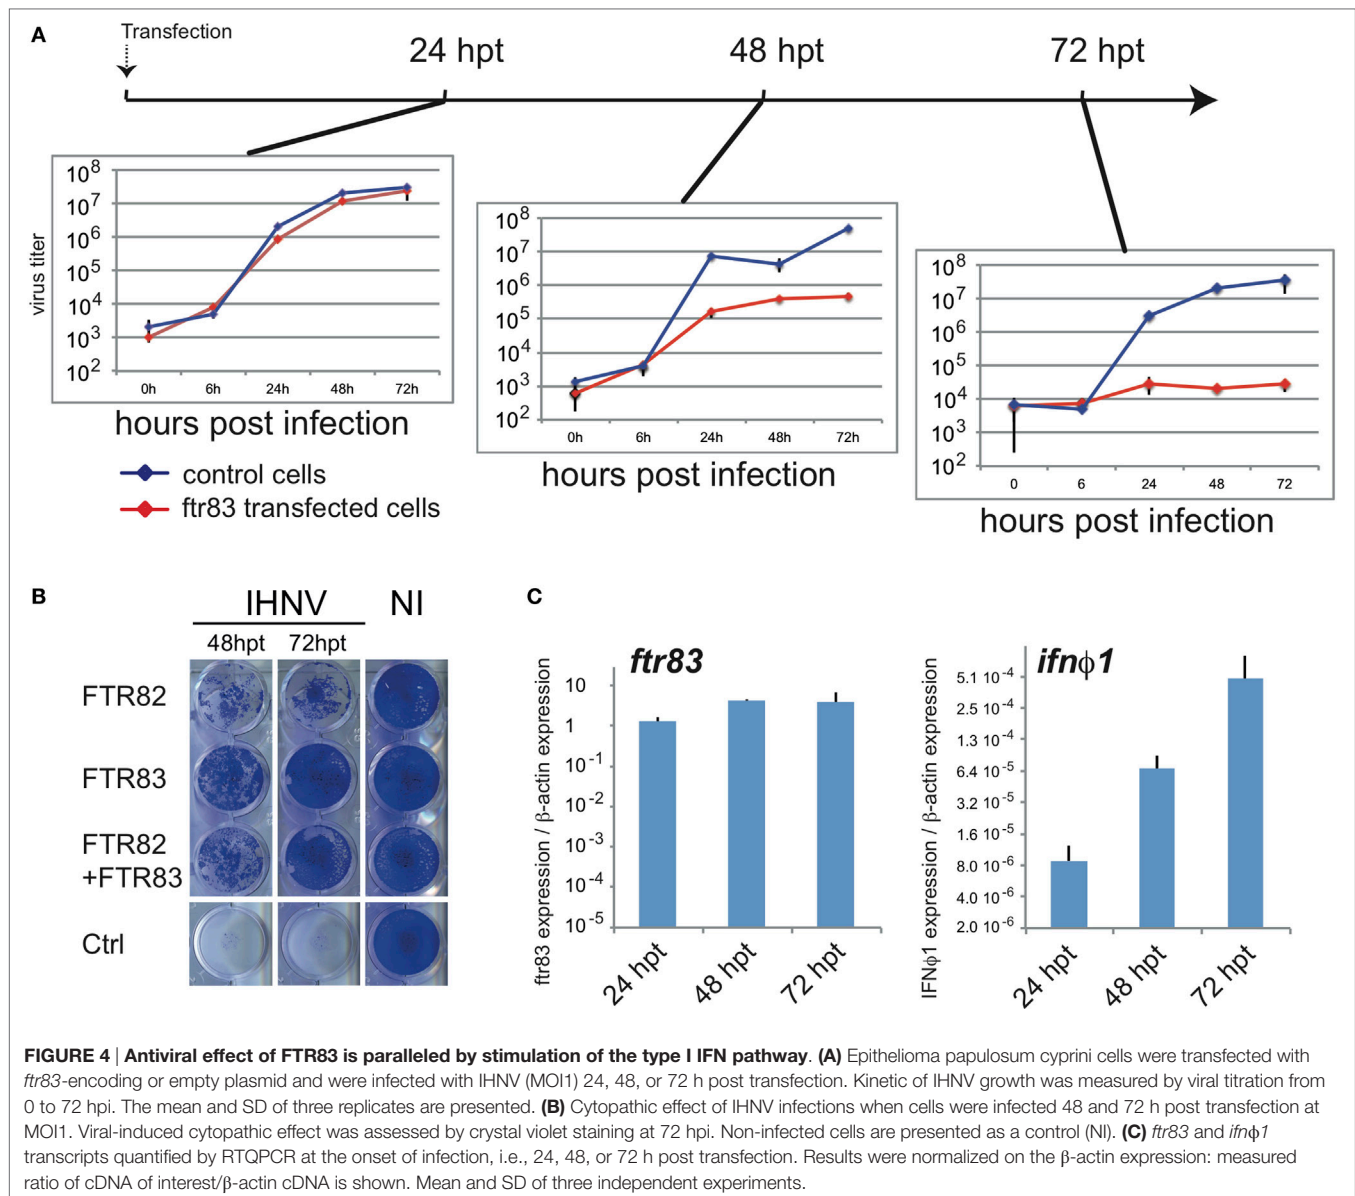 A
Transfection
24 hpt
48 hpt
72 hpt
virus titer
10^8
10^7
10^6
10^5
10^4
10^3
10^2
0h 6h 24h 48h 72h
hours post infection
10^8
10^7
10^6
10^5
10^4
10^3
10^2
0h 6h 24h 48h 72h
hours post infection
10^8
10^7
10^6
10^5
10^4
10^3
10^2
0 6 24 48 72
hours post infection
control cells
ftr83 transfected cells
B
IHNV NI
48hpt 72hpt
FTR82
FTR83
FTR82
+FTR83
Ctrl
C
ftr83
ftr83 expression / β-actin expression
10
1
10^-1
10^-2
10^-3
10^-4
10^-5
24 hpt 48 hpt 72 hpt
ifnϕ1
IFNϕ1 expression / β-actin expression
5.1 10^-4
2.5 10^-4
1.3 10^-4
6.4 10^-5
3.2 10^-5
1.6 10^-5
8.0 10^-6
4.0 10^-6
2.0 10^-6
24 hpt 48 hpt 72 hpt
FIGURE 4 | Antiviral effect of FTR83 is paralleled by stimulation of the type I IFN pathway. (A) Epithelioma papulosum cyprini cells were transfected with
ftr83-encoding or empty plasmid and were infected with IHNV (MOI1) 24, 48, or 72 h post transfection. Kinetic of IHNV growth was measured by viral titration from
0 to 72 hpi. The mean and SD of three replicates are presented. (B) Cytopathic effect of IHNV infections when cells were infected 48 and 72 h post transfection at
MOI1. Viral-induced cytopathic effect was assessed by crystal violet staining at 72 hpi. Non-infected cells are presented as a control (NI). (C) ftr83 and ifnϕ1
transcripts quantified by RTQPCR at the onset of infection, i.e., 24, 48, or 72 h post transfection. Results were normalized on the β-actin expression: measured
ratio of cDNA of interest/β-actin cDNA is shown. Mean and SD of three independent experiments.